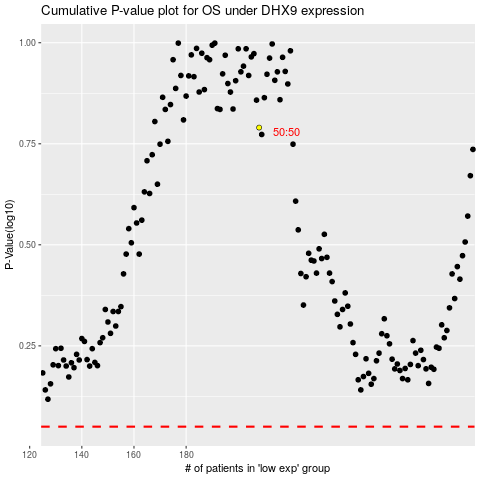 Cumulative P-value plot for OS under DHX9 expression
P-Value(log10)
1.00
0.75
0.50
0.25
50:50
120 140 160 180
# of patients in 'low exp' group